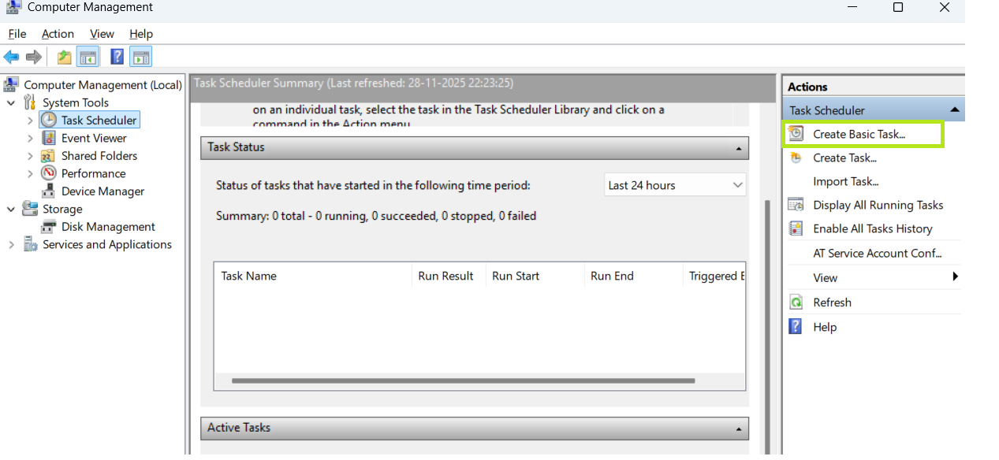 Computer Management
File Action View Help
Computer Management (Local)
System Tools
Task Scheduler
Event Viewer
Shared Folders
Performance
Device Manager
Storage
Disk Management
Services and Applications
Task Scheduler Summary (Last refreshed: 28-11-2025 22:23:25)
on an individual task, select the task in the Task Scheduler Library and click on a
command in the Action menu.
Task Status
Status of tasks that have started in the following time period: Last 24 hours
Summary: 0 total - 0 running, 0 succeeded, 0 stopped, 0 failed
Task Name Run Result Run Start Run End Triggered
Active Tasks
Actions
Task Scheduler
Create Basic Task...
Create Task...
Import Task...
Display All Running Tasks
Enable All Tasks History
AT Service Account Conf...
View
Refresh
Help